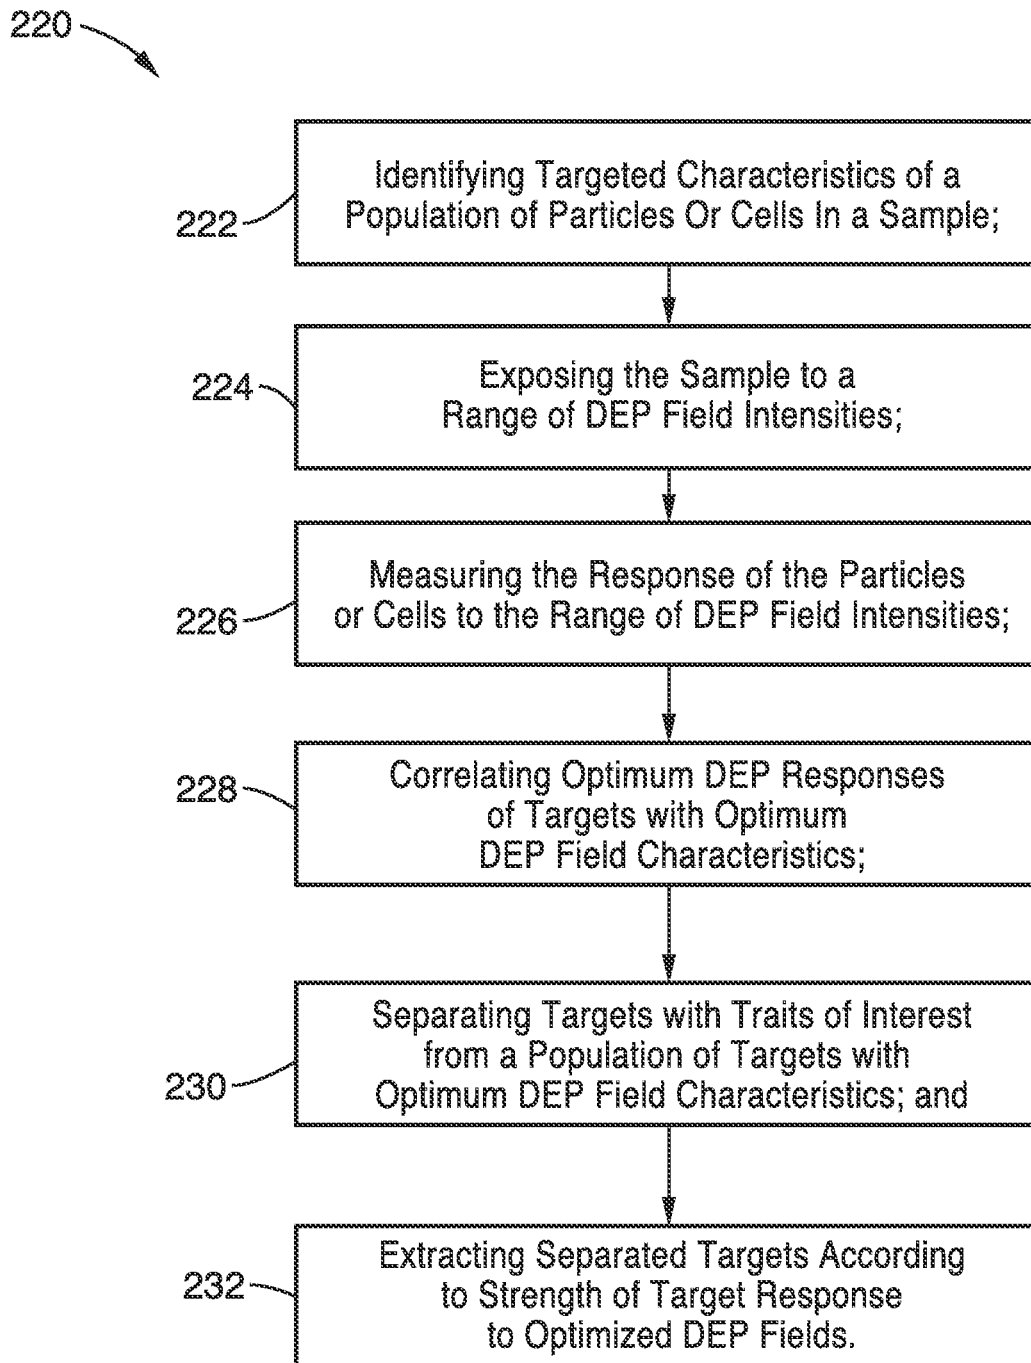 220
222
Identifying Targeted Characteristics of a
Population of Particles Or Cells In a Sample;
224
Exposing the Sample to a
Range of DEP Field Intensities;
226
Measuring the Response of the Particles
or Cells to the Range of DEP Field Intensities;
228
Correlating Optimum DEP Responses
of Targets with Optimum
DEP Field Characteristics;
230
Separating Targets with Traits of Interest
from a Population of Targets with
Optimum DEP Field Characteristics; and
232
Extracting Separated Targets According
to Strength of Target Response
to Optimized DEP Fields.